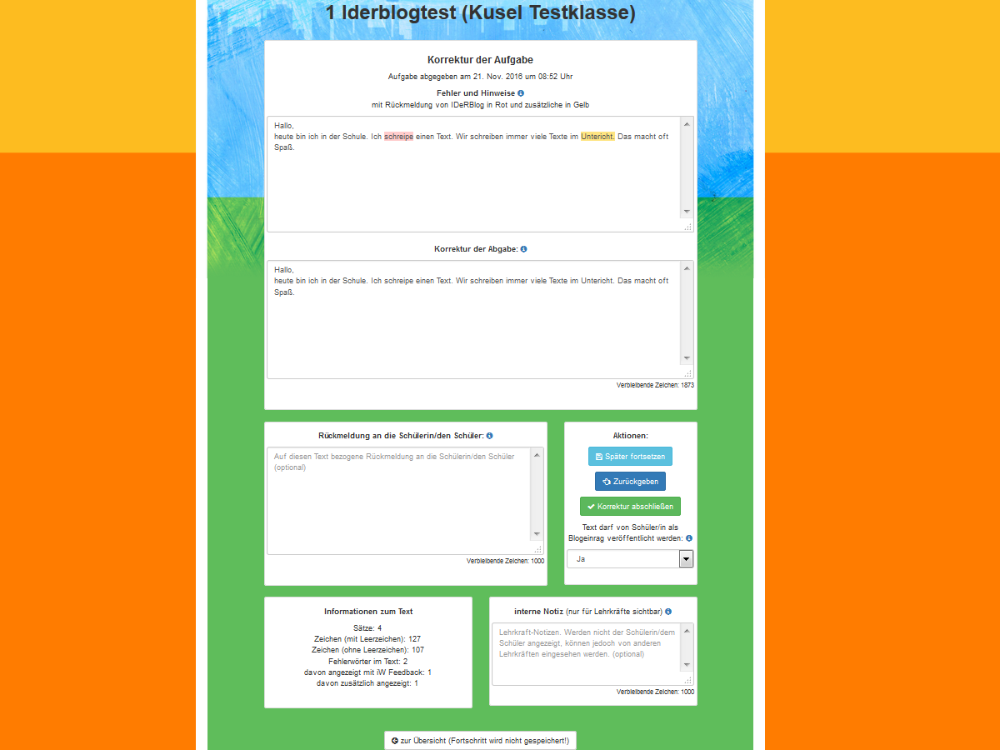 1 Iderblogtest (Kusel Testklasse)
Korrektur der Aufgabe
Aufgabe abgegeben am 21. Nov. 2016 um 08:52 Uhr
Fehler und Hinweise
mit Rückmeldung von IDeRBlog in Rot und zusätzliche in Gelb
Hallo,
heute bin ich in der Schule. Ich schreipe einen Text. Wir schreiben immer viele Texte im Untericht. Das macht oft
Spaß.
Korrektur der Abgabe:
Hallo,
heute bin ich in der Schule. Ich schreipe einen Text. Wir schreiben immer viele Texte im Untericht. Das macht oft
Spaß.
Verbleibende Zeichen: 1873
Rückmeldung an die Schülerin/den Schüler:
Auf diesen Text bezogene Rückmeldung an die Schülerin/den Schüler
(optional)
Verbleibende Zeichen: 1000
Aktionen:
Später fortsetzen
Zurückgeben
Korrektur abschließen
Text darf von Schüler/in als
Blogeinrag veröffentlicht werden:
Ja
Informationen zum Text
Sätze: 4
Zeichen (mit Leerzeichen): 127
Zeichen (ohne Leerzeichen): 107
Fehlerwörter im Text: 2
davon angezeigt mit iW Feedback: 1
davon zusätzlich angezeigt: 1
interne Notiz (nur für Lehrkräfte sichtbar)
Lehrkraft-Notizen. Werden nicht der Schülerin/dem
Schüler angezeigt, können jedoch von anderen
Lehrkräften eingesehen werden. (optional)
Verbleibende Zeichen: 1000
zur Übersicht (Fortschritt wird nicht gespeichert!)